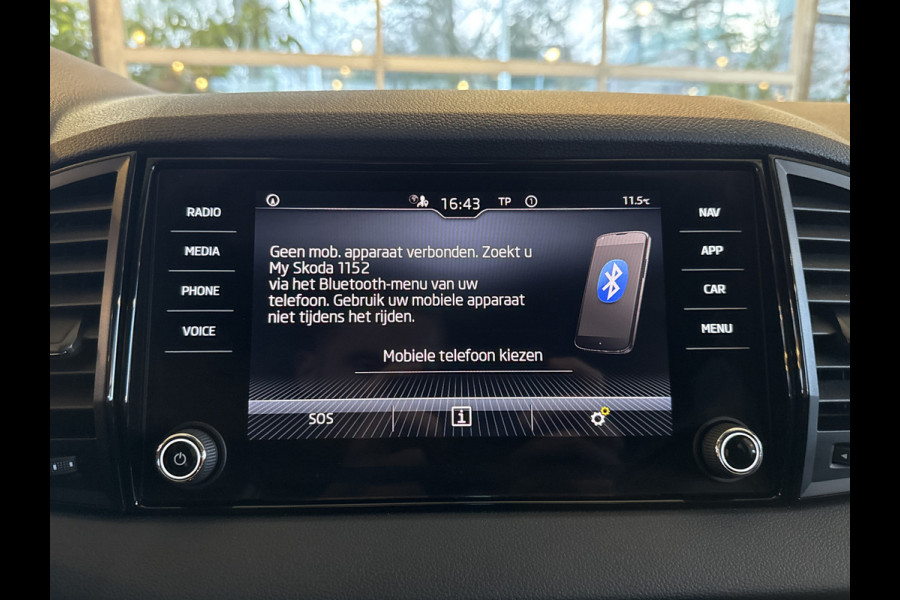 16:43 TP 1 11.5°C
RADIO
MEDIA
PHONE
VOICE
Geen mob. apparaat verbonden. Zoekt u
My Skoda 1152
via het Bluetooth-menu van uw
telefoon. Gebruik uw mobiele apparaat
niet tijdens het rijden.
Mobiele telefoon kiezen
SOS i
NAV
APP
CAR
MENU